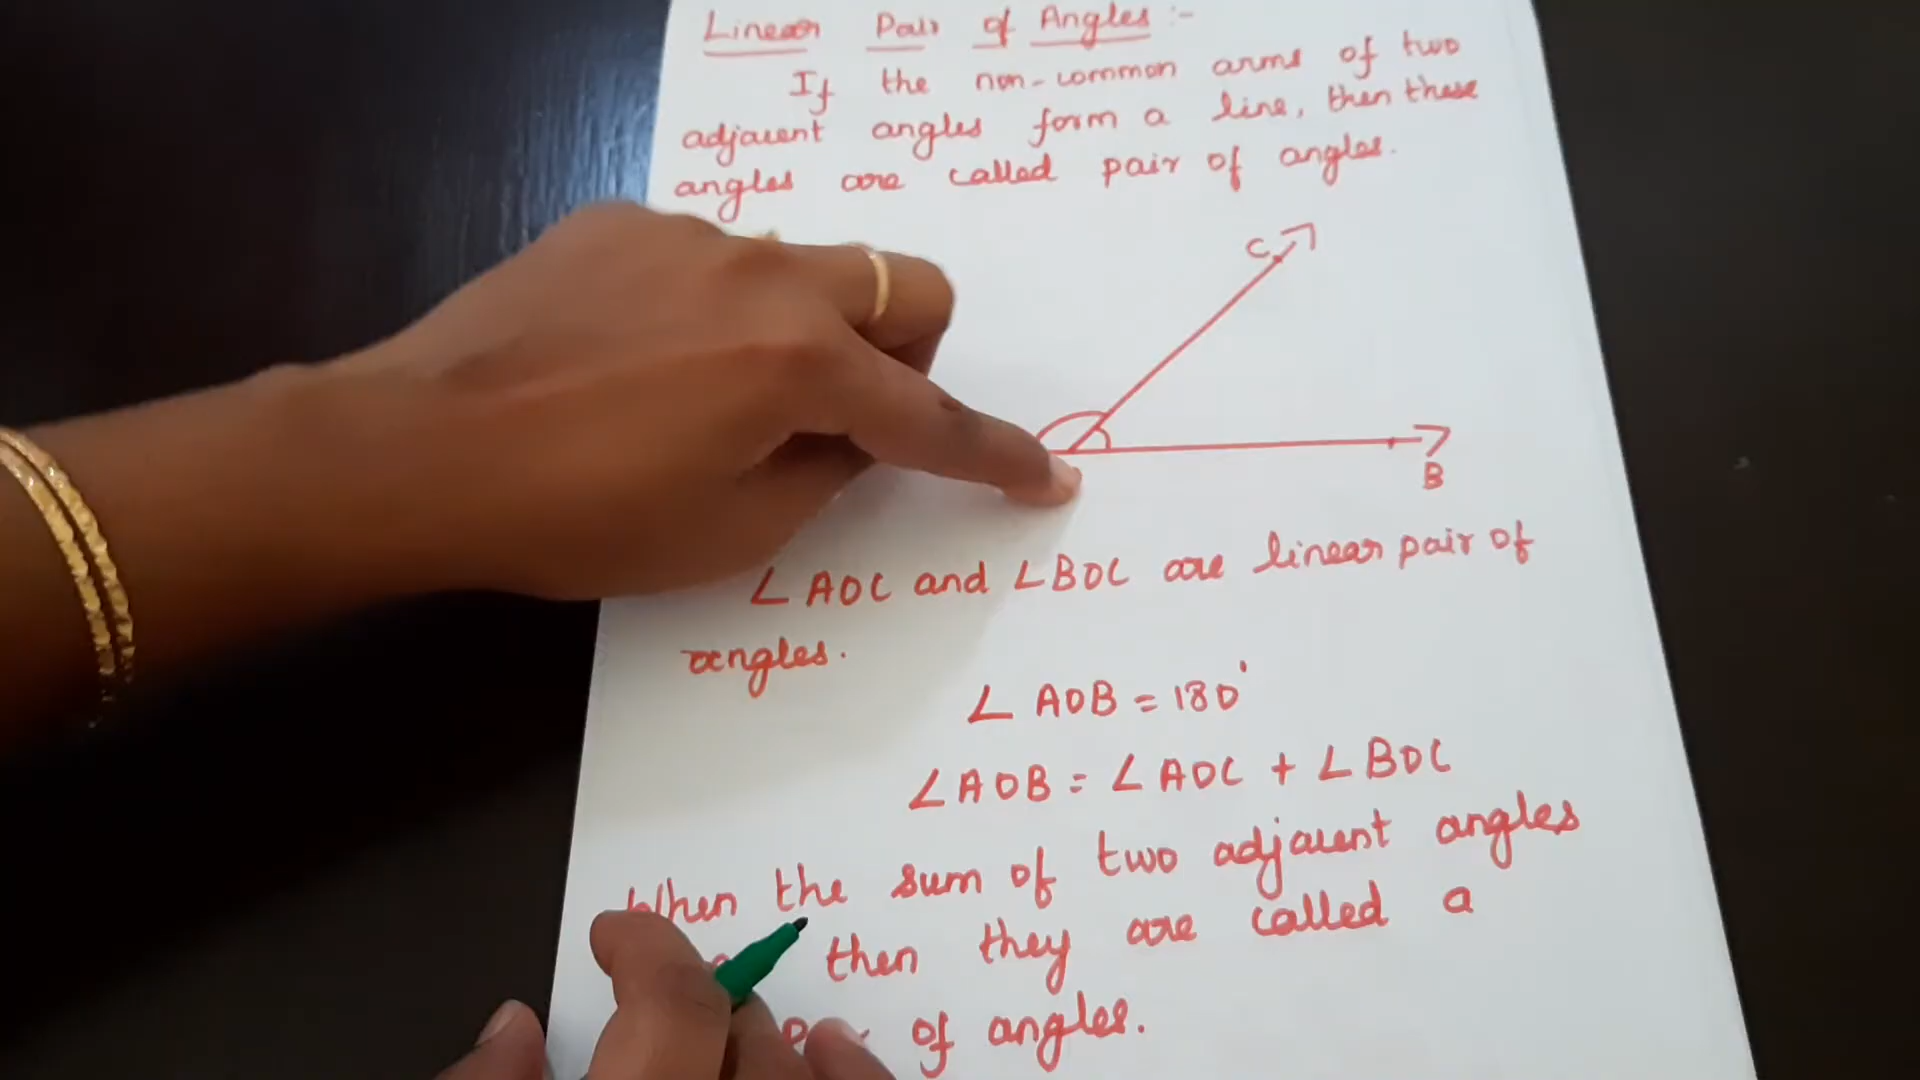 Linear Pair of Angles :-
If the non-common arms of two
adjacent angles form a line, then these
angles are called pair of angles.
C
B
∠AOC and ∠BOC are linear pair of
angles.
∠AOB = 180°
∠AOB = ∠AOC + ∠BOC
When the sum of two adjacent angles
then they are called a
of angles.